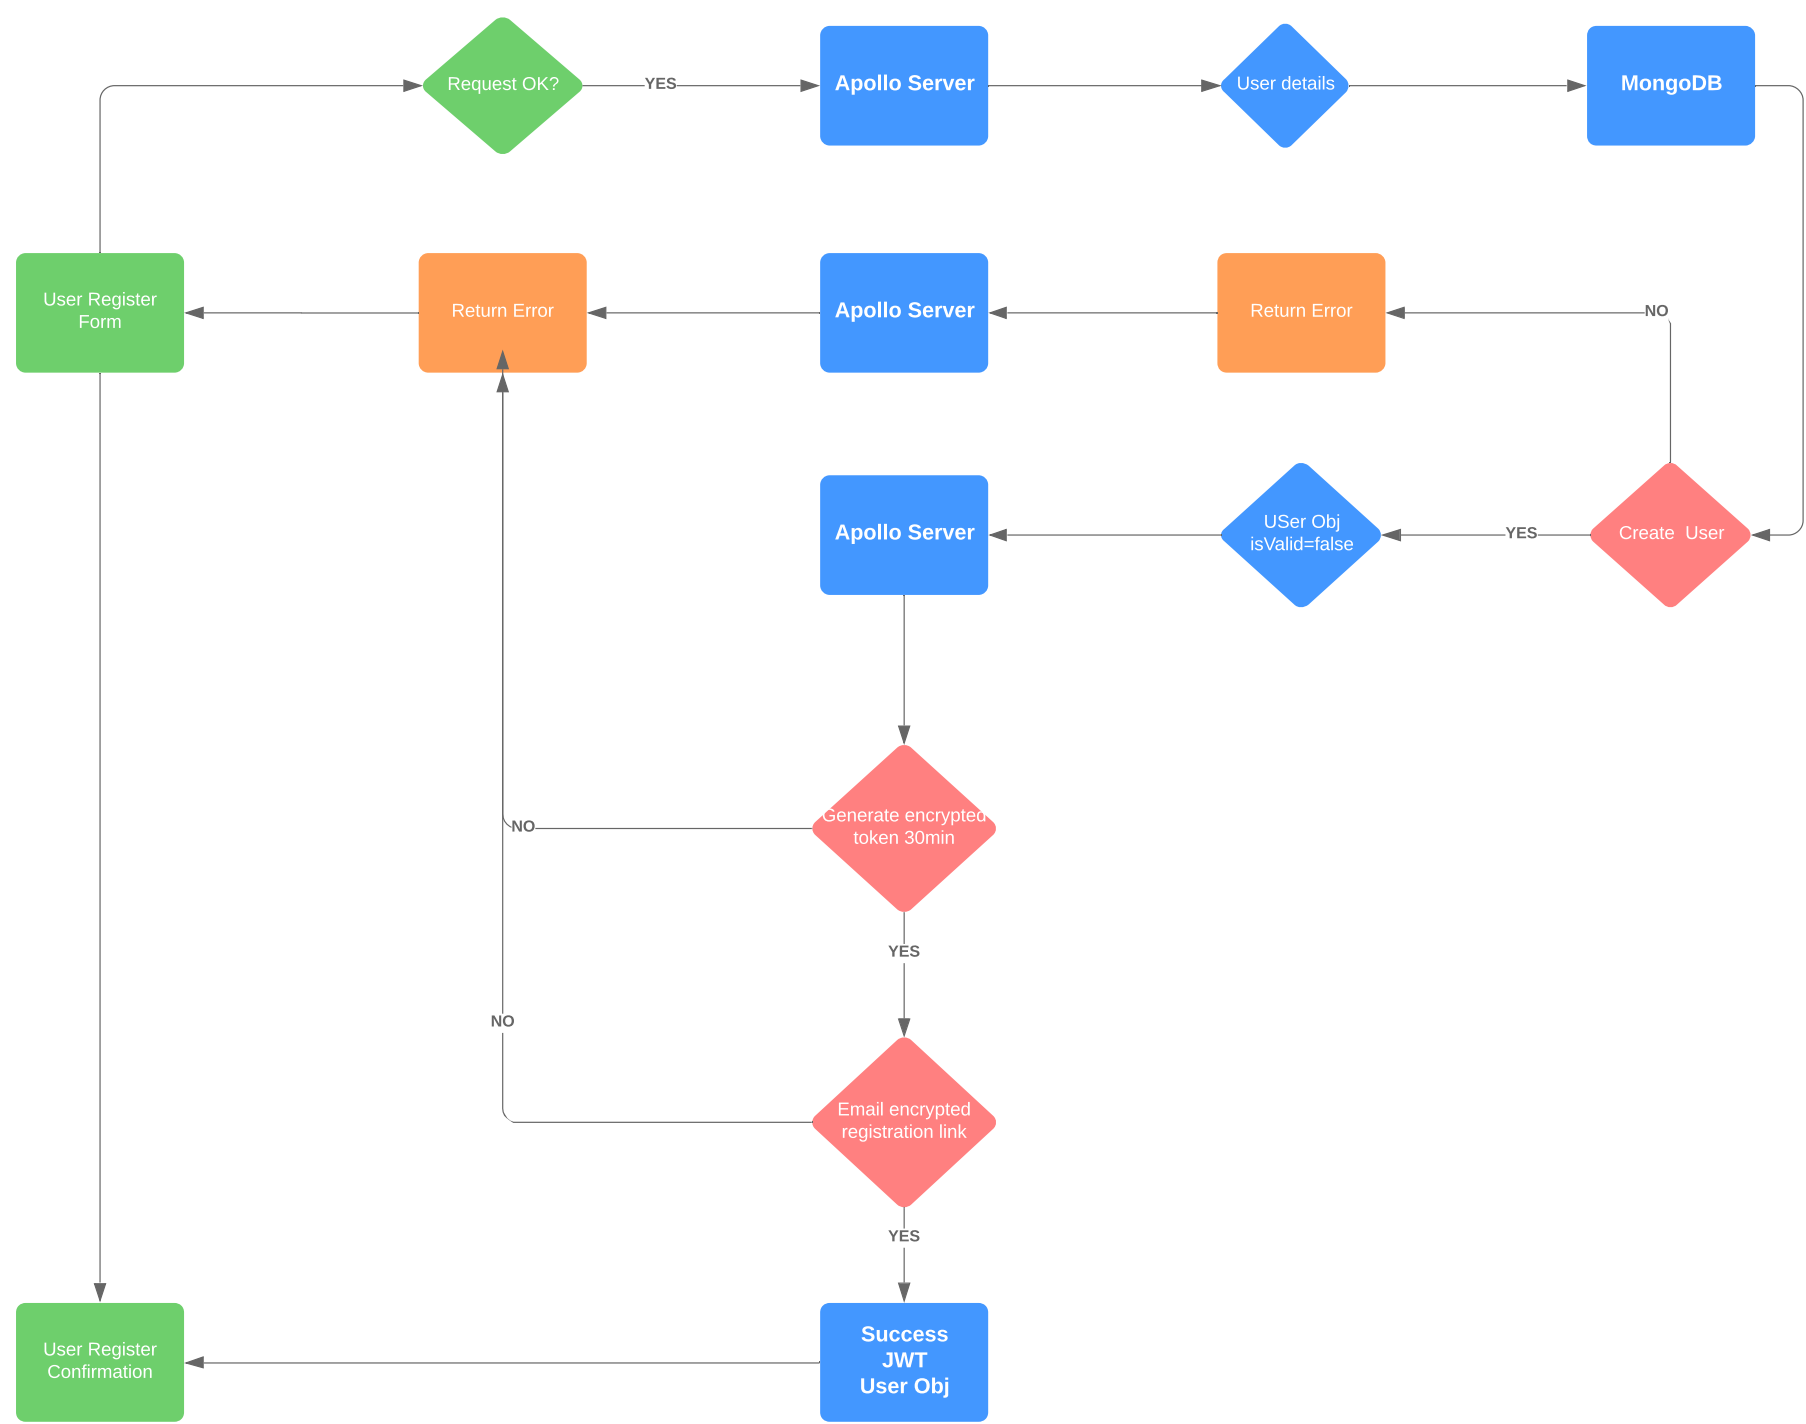 Request OK?
YES
Apollo Server
User details
MongoDB
User Register
Form
Return Error
Apollo Server
Return Error
NO
Apollo Server
USer Obj
isValid=false
YES
Create  User
Generate encrypted
token 30min
NO
YES
NO
Email encrypted
registration link
YES
User Register
Confirmation
Success
JWT
User Obj